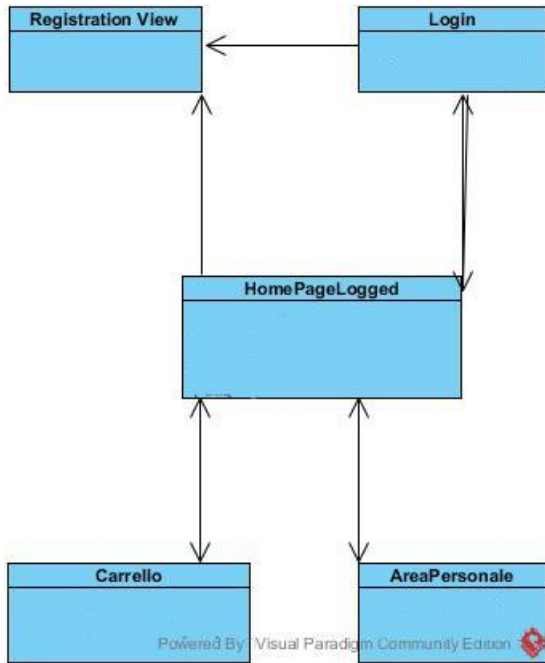 Registration View
Login
HomePageLogged
Carrello
AreaPersonale
Powered By Visual Paradigm Community Edition